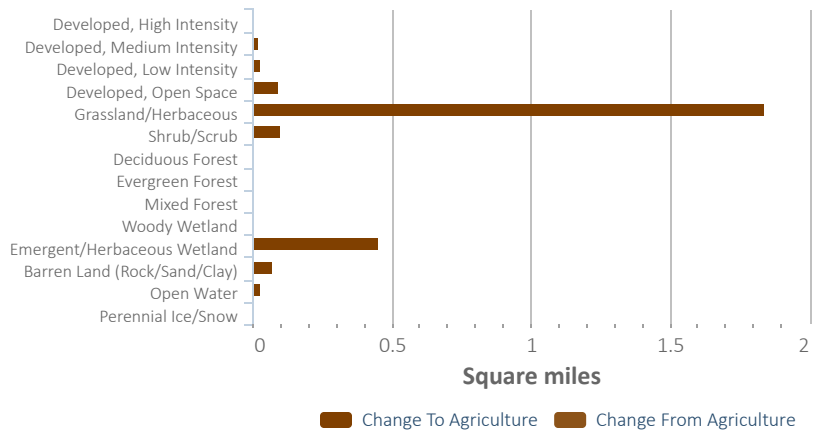 Developed, High Intensity
Developed, Medium Intensity
Developed, Low Intensity
Developed, Open Space
Grassland/Herbaceous
Shrub/Scrub
Deciduous Forest
Evergreen Forest
Mixed Forest
Woody Wetland
Emergent/Herbaceous Wetland
Barren Land (Rock/Sand/Clay)
Open Water
Perennial Ice/Snow
0 0.5 1 1.5 2
Square miles
Change To Agriculture Change From Agriculture